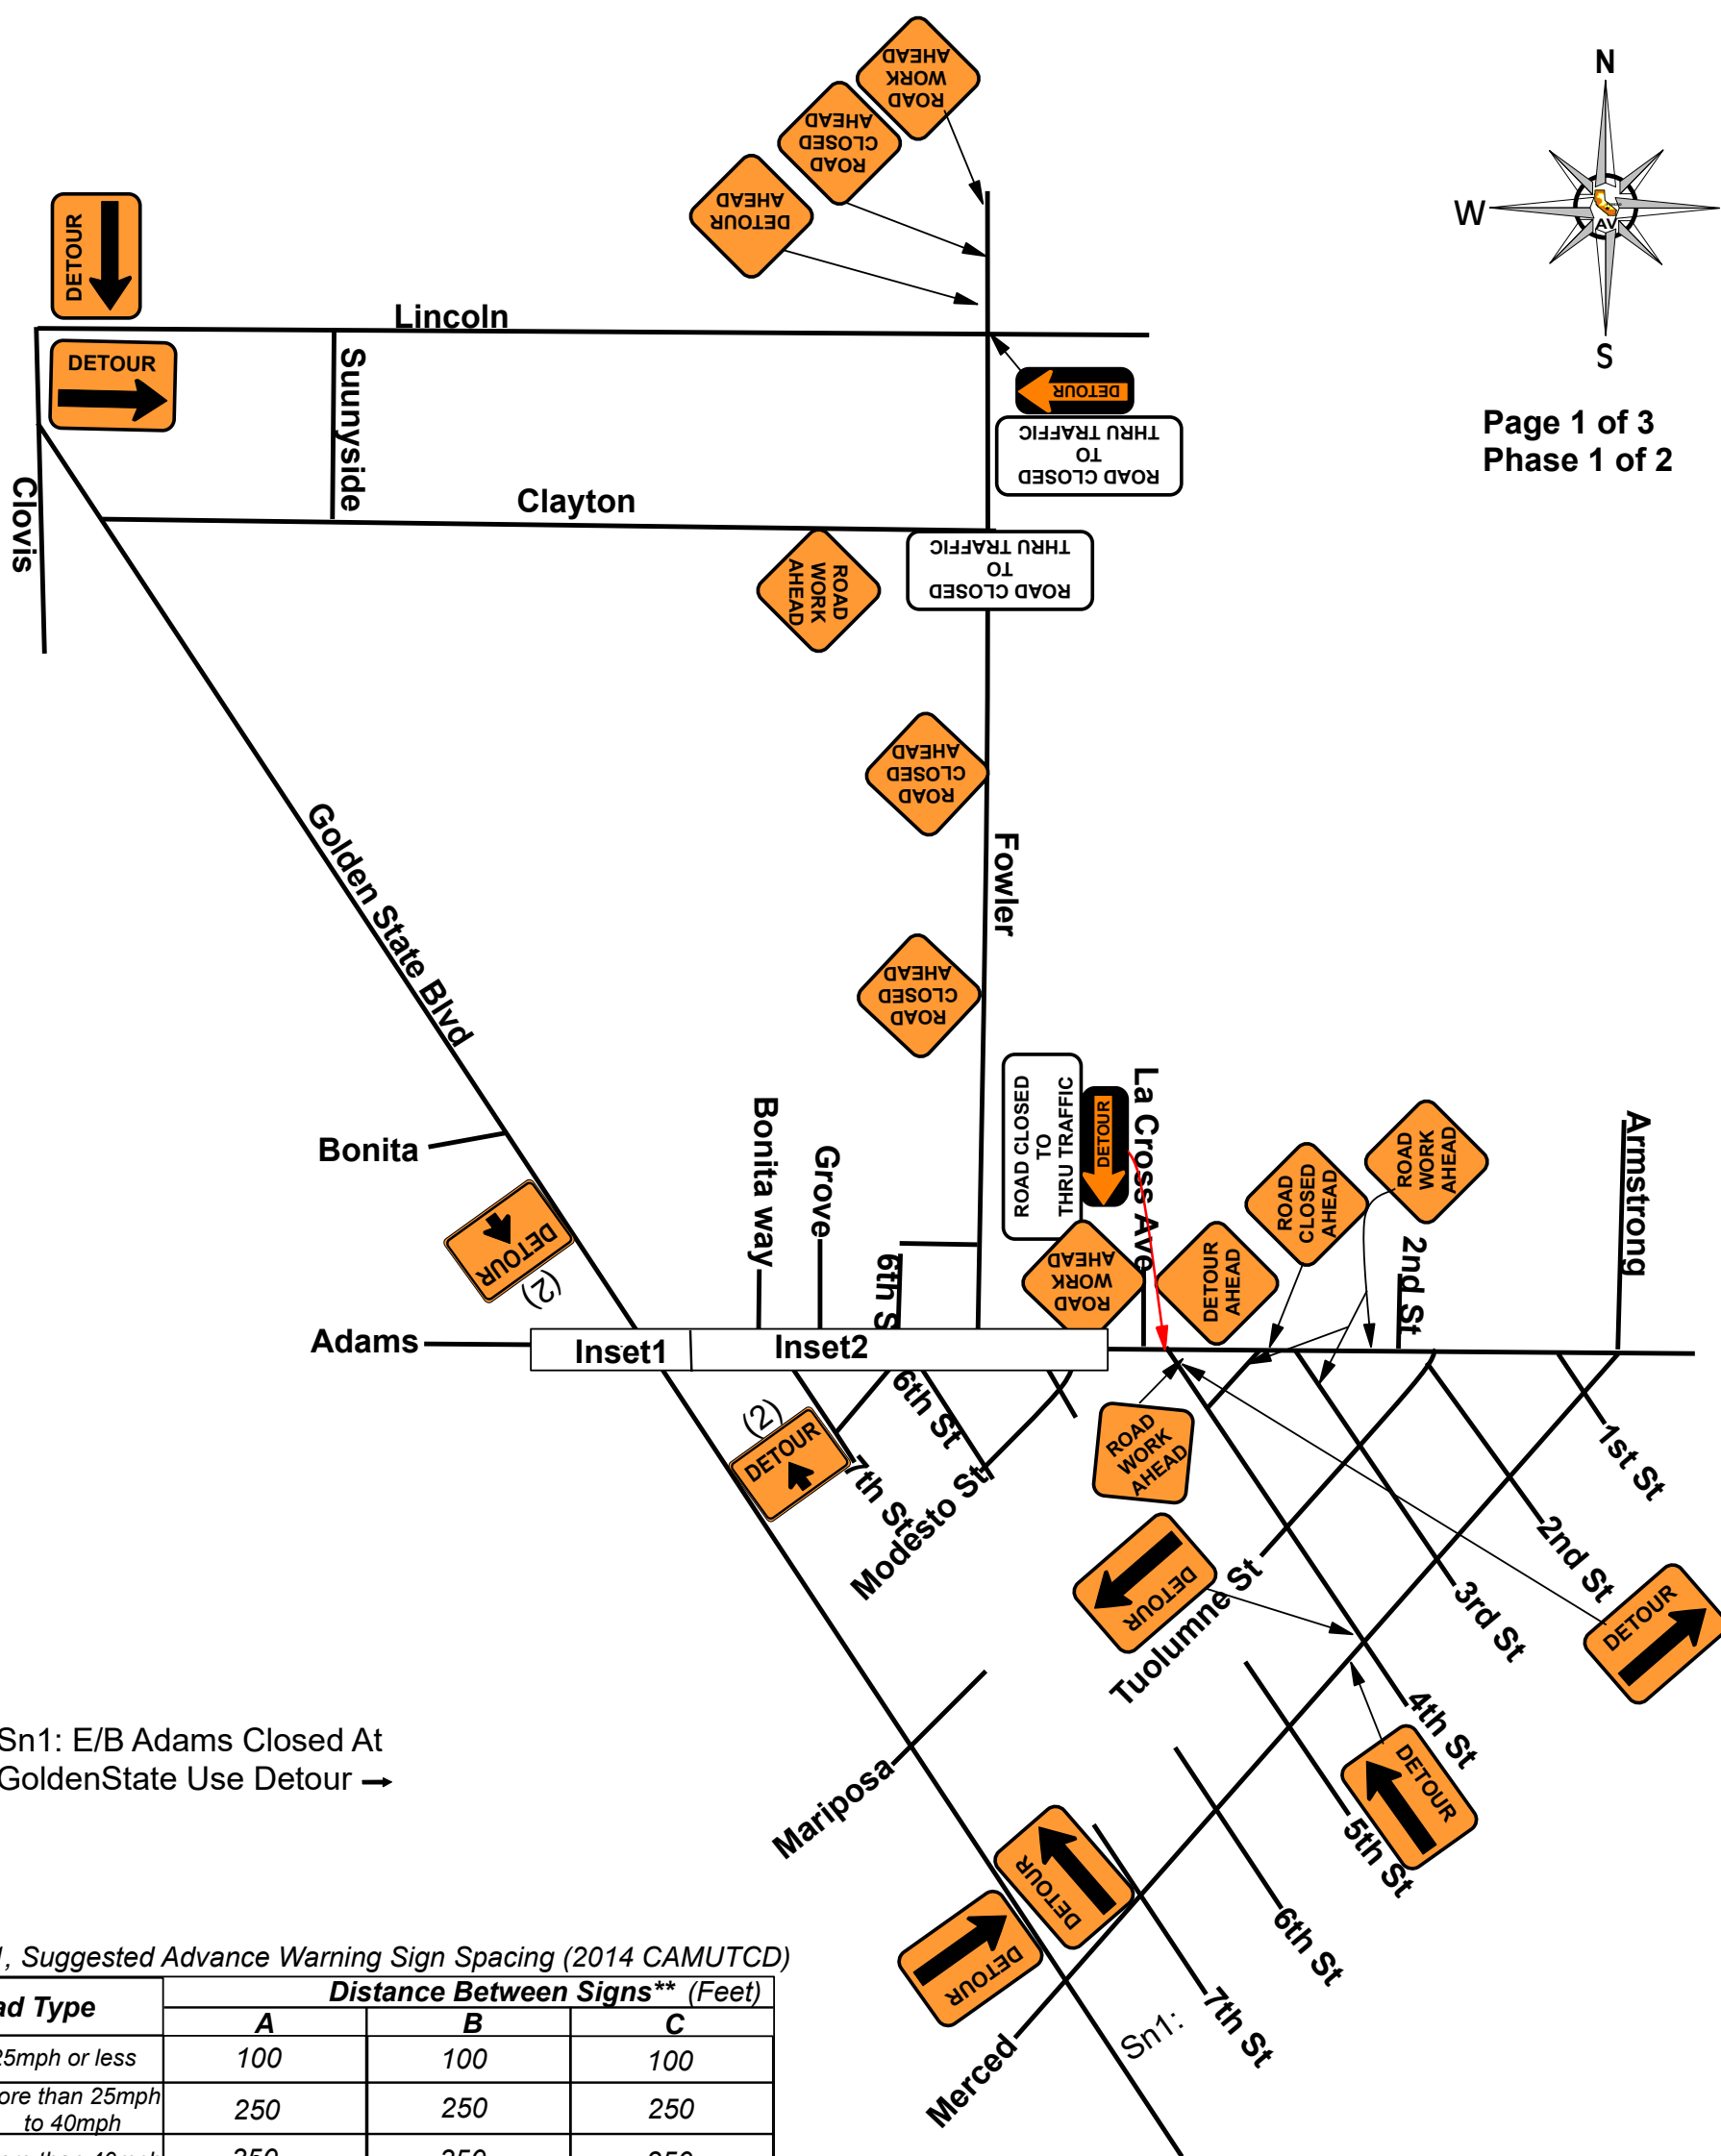 ROAD
WORK
AHEAD
ROAD
CLOSED
AHEAD
DETOUR
AHEAD
N
W
AV
S
Page 1 of 3
Phase 1 of 2
DETOUR
Lincoln
DETOUR
Suunyside
DETOUR
ROAD CLOSED
TO
THRU TRAFFIC
Clovis
Clayton
ROAD CLOSED
TO
THRU TRAFFIC
ROAD
WORK
AHEAD
ROAD
CLOSED
AHEAD
Golden State Blvd
Fowler
ROAD
CLOSED
AHEAD
ROAD CLOSED
TO
THRU TRAFFIC
DETOUR
La Cross Ave
Bonita
Bonita way
Grove
6th S
ROAD
WORK
AHEAD
DETOUR
AHEAD
ROAD
CLOSED
AHEAD
ROAD
WORK
AHEAD
2nd St
Armstrong
DETOUR
(2)
Adams
Inset1
Inset2
(2)
DETOUR
7th St
6th St
Modesto St
ROAD
WORK
AHEAD
1st St
2nd St
3rd St
DETOUR
Tuolumne St
DETOUR
4th St
DETOUR
Mariposa
5th St
Sn1: E/B Adams Closed At
GoldenState Use Detour
DETOUR
DETOUR
6th St
7th St
Sn1:
Merced
, Suggested Advance Warning Sign Spacing (2014 CAMUTCD)
ad Type
Distance Between Signs** (Feet)
A B C
25mph or less 100 100 100
ore than 25mph
to 40mph
250 250 250